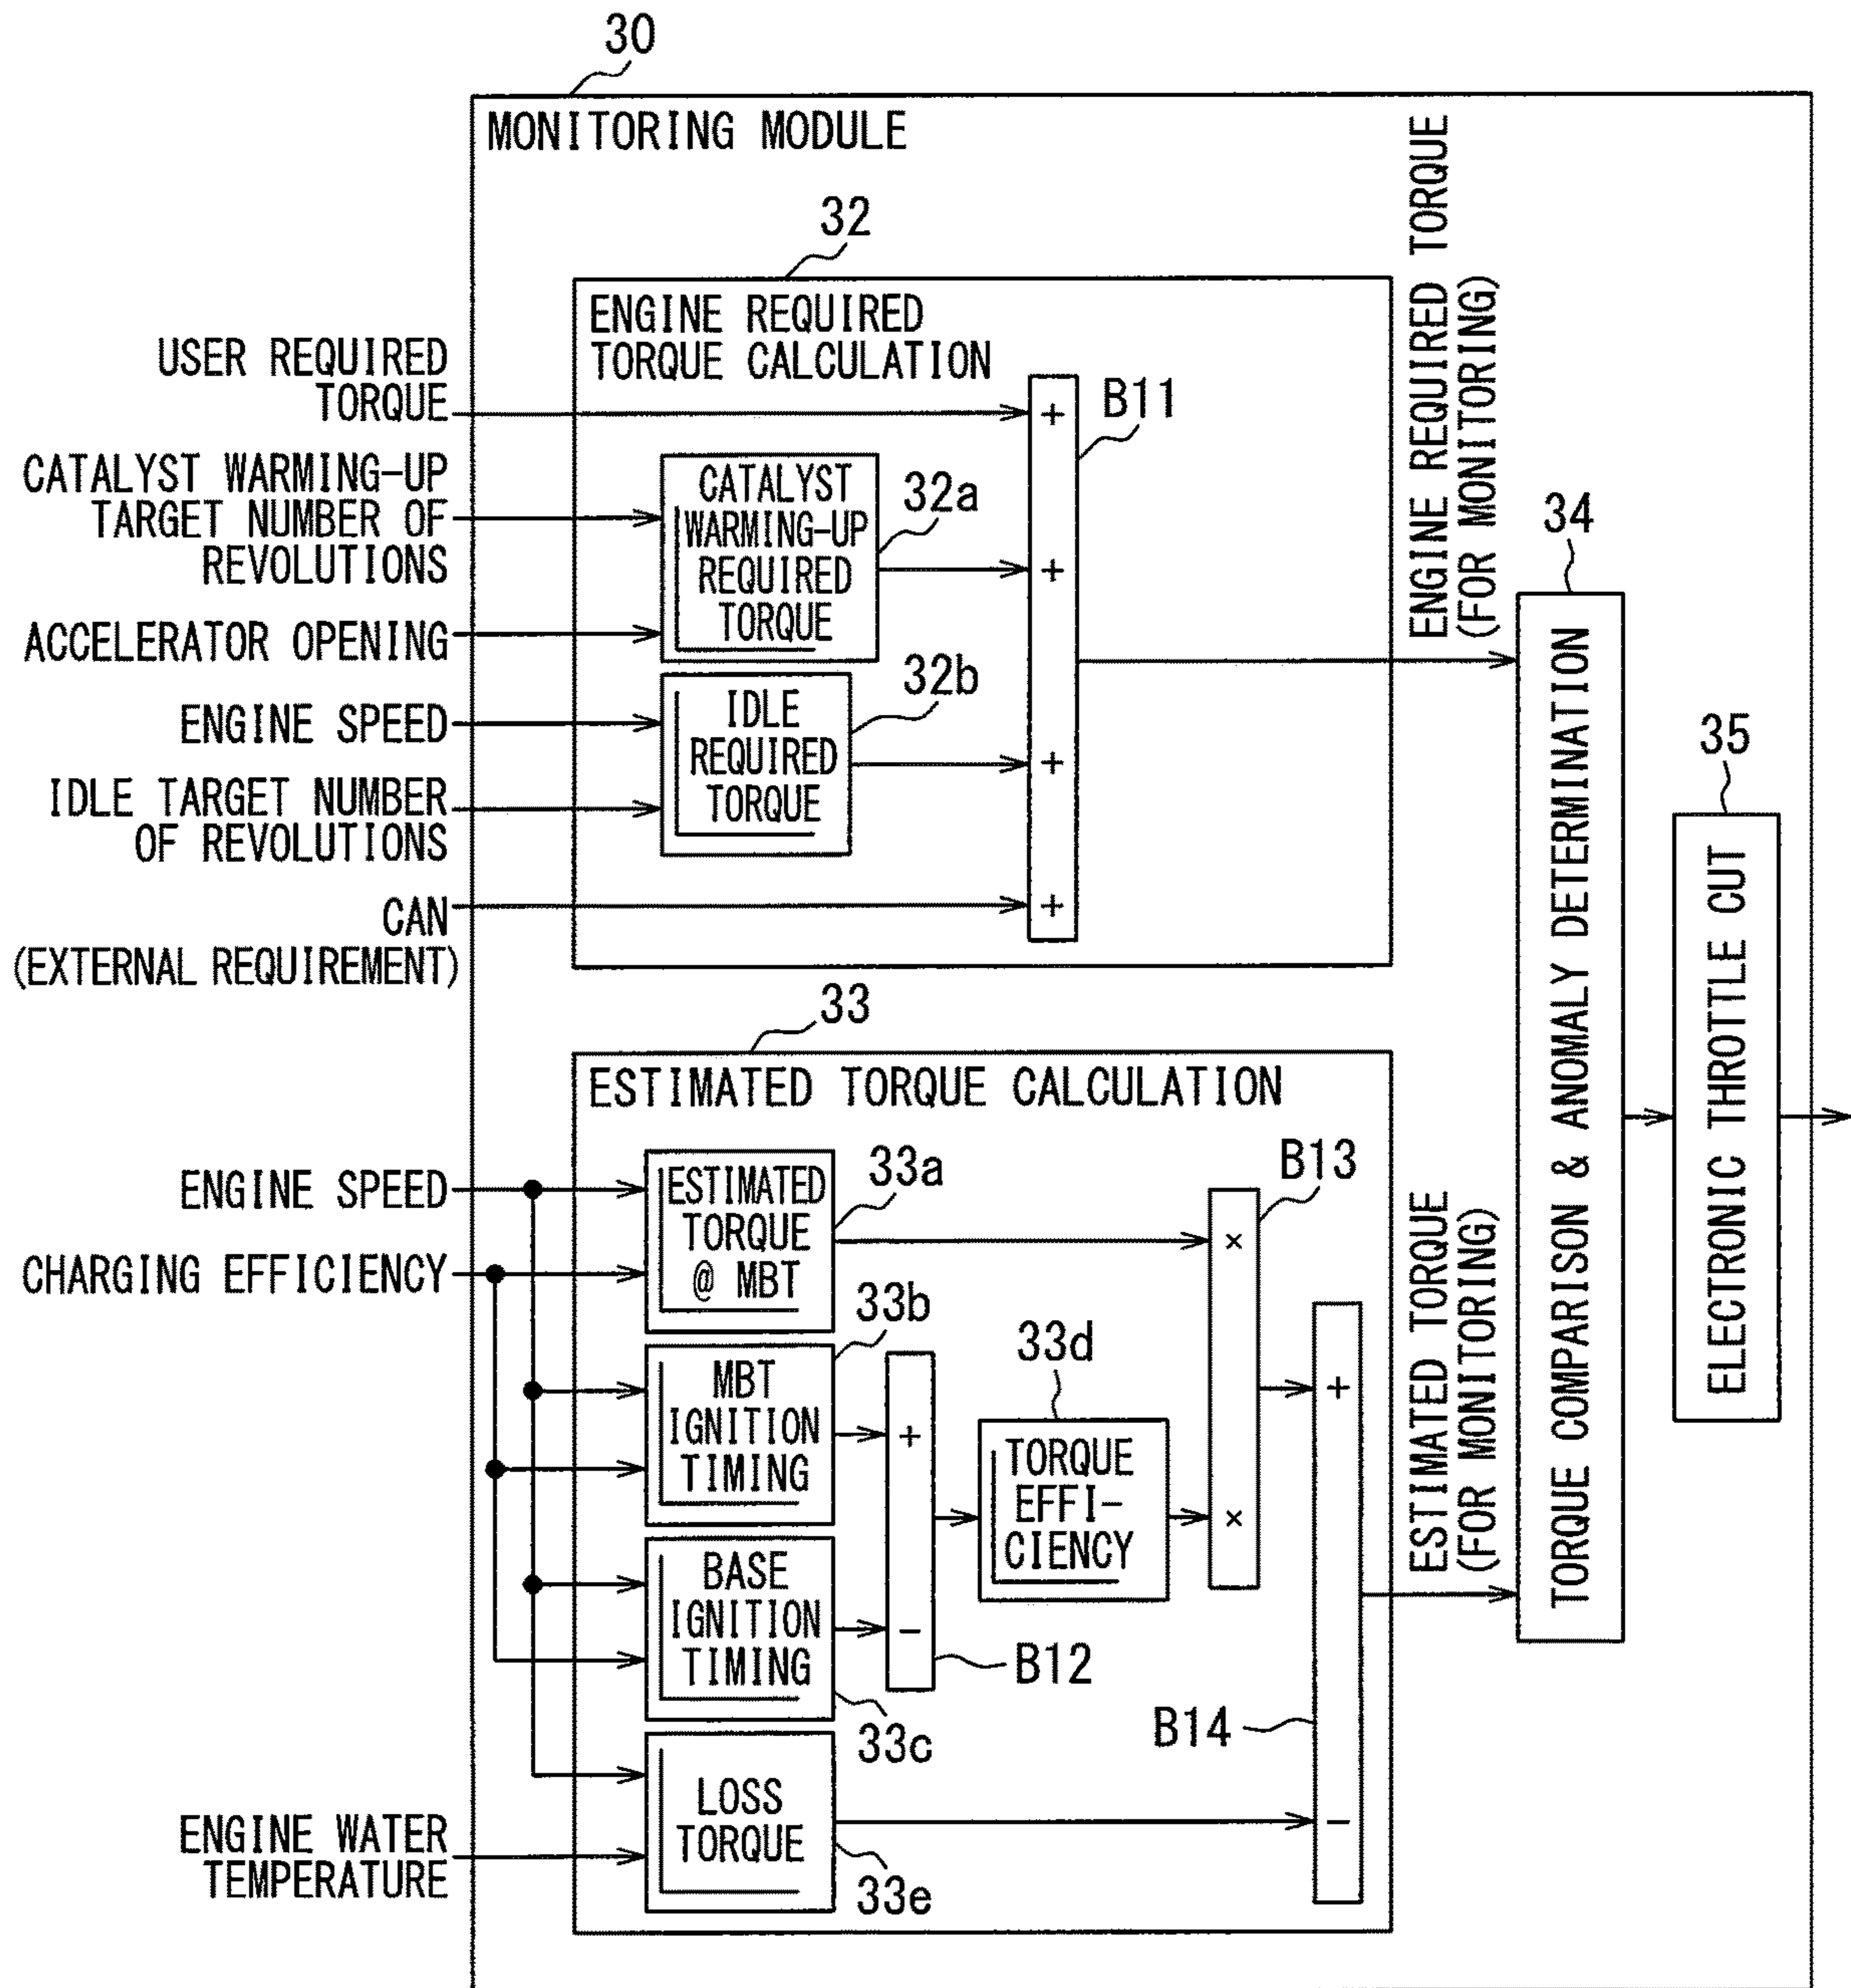 30
MONITORING MODULE
32
ENGINE REQUIRED
TORQUE CALCULATION
USER REQUIRED
TORQUE
+
B11
CATALYST WARMING-UP
TARGET NUMBER OF
REVOLUTIONS
ACCELERATOR OPENING
CATALYST
WARMING-UP
REQUIRED
TORQUE
32a
+
ENGINE SPEED
IDLE TARGET NUMBER
OF REVOLUTIONS
IDLE
REQUIRED
TORQUE
32b
+
CAN
(EXTERNAL REQUIREMENT)
+
ENGINE REQUIRED TORQUE
(FOR MONITORING)
34
TORQUE COMPARISON & ANOMALY DETERMINATION
35
ELECTRONIC THROTTLE CUT
33
ESTIMATED TORQUE CALCULATION
ENGINE SPEED
CHARGING EFFICIENCY
ESTIMATED
TORQUE
@ MBT
33a
×
B13
MBT
IGNITION
TIMING
33b
+
33d
TORQUE
EFFI-
CIENCY
×
+
BASE
IGNITION
TIMING
33c
−
B12
B14
ENGINE WATER
TEMPERATURE
LOSS
TORQUE
33e
−
ESTIMATED TORQUE
(FOR MONITORING)